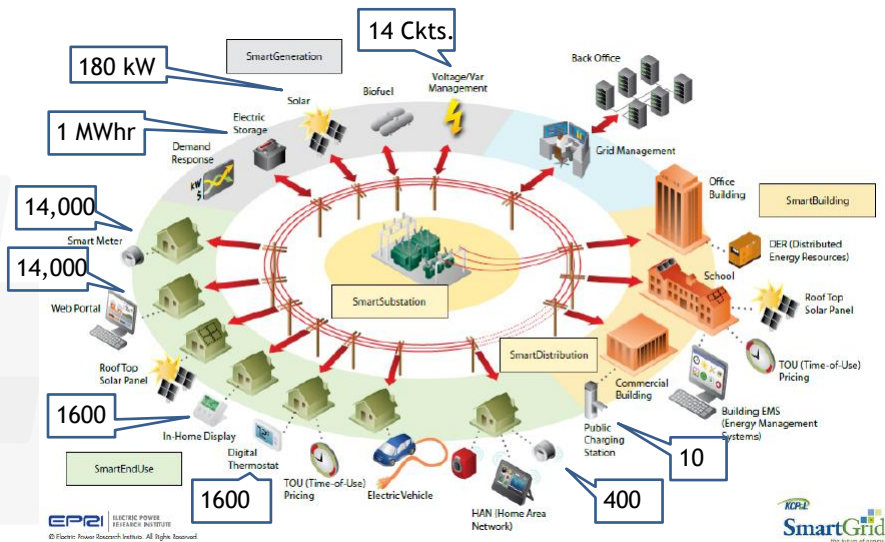 14 Ckts.
SmartGeneration
180 kW
Solar
Biofuel
Voltage/Var
Management
Back Office
1 MWhr
Electric
Storage
Demand
Response
kW
$
Grid Management
Office
Building
SmartBuilding
14,000
Smart Meter
DER (Distributed
Energy Resources)
14,000
School
Web Portal
SmartSubstation
Roof Top
Solar Panel
SmartDistribution
Roof Top
Solar Panel
Commercial
Building
TOU (Time-of-Use)
Pricing
1600
In-Home Display
Building EMS
(Energy Management
Systems)
Public
Charging
Station
10
SmartEndUse
Digital
Thermostat
1600
TOU (Time-of-Use)
Pricing
Electric Vehicle
HAN (Home Area
Network)
400
EPRI
ELECTRIC POWER
RESEARCH INSTITUTE
© Electric Power Research Institute. All Rights Reserved
KCP&L
SmartGrid